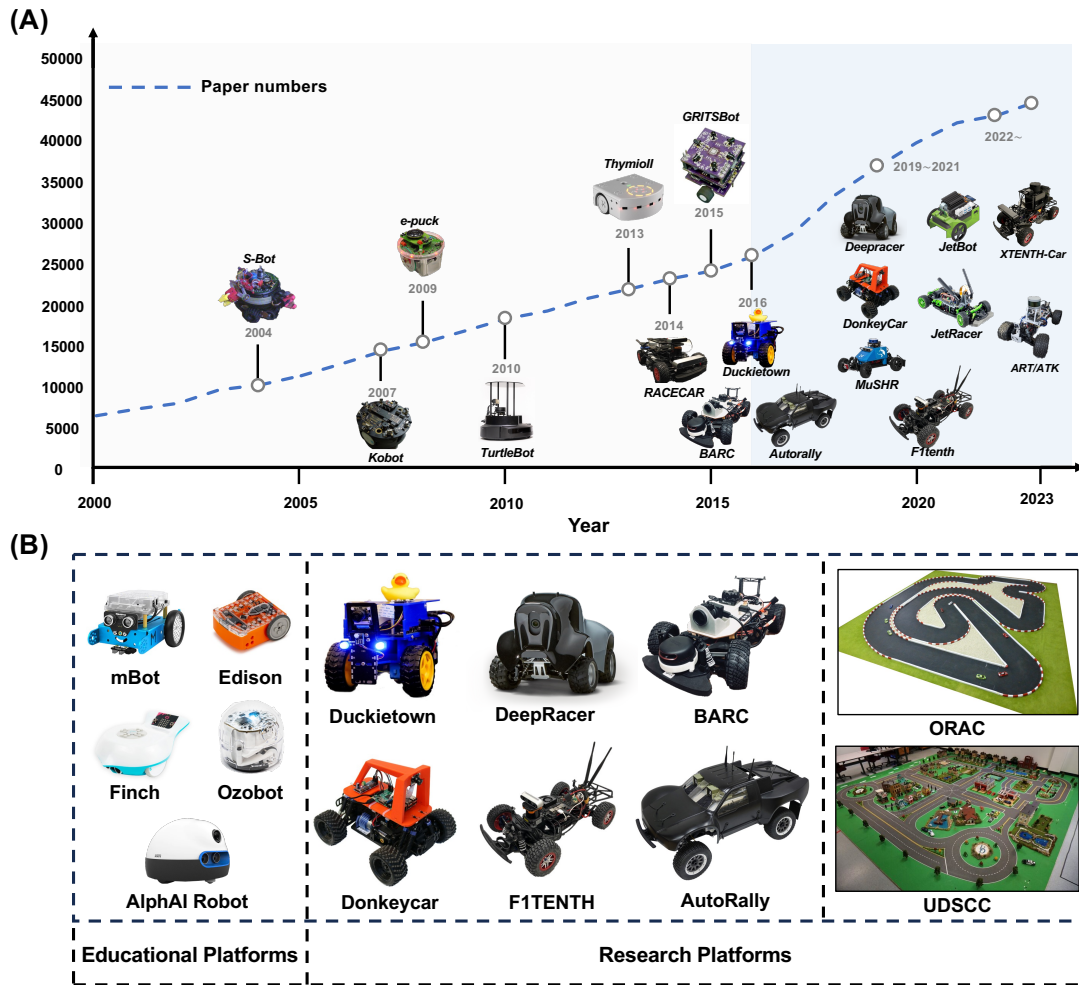 (A)
50000
45000
40000
35000
30000
25000
20000
15000
10000
5000
0
Paper numbers
S-Bot
2004
2007
Kobot
e-puck
2009
2010
TurtleBot
ThymioII
2013
2014
RACECAR
GRITSBot
2015
BARC
2016
Duckietown
Autorally
2019~2021
2022~
Deepracer
JetBot
XTENTH-Car
DonkeyCar
JetRacer
ART/ATK
MuSHR
F1tenth
2000
2005
2010
2015
2020
2023
Year
(B)
mBot
Edison
Finch
Ozobot
AlphAI Robot
Duckietown
DeepRacer
BARC
Donkeycar
F1TENTH
AutoRally
ORAC
UDSCC
Educational Platforms
Research Platforms